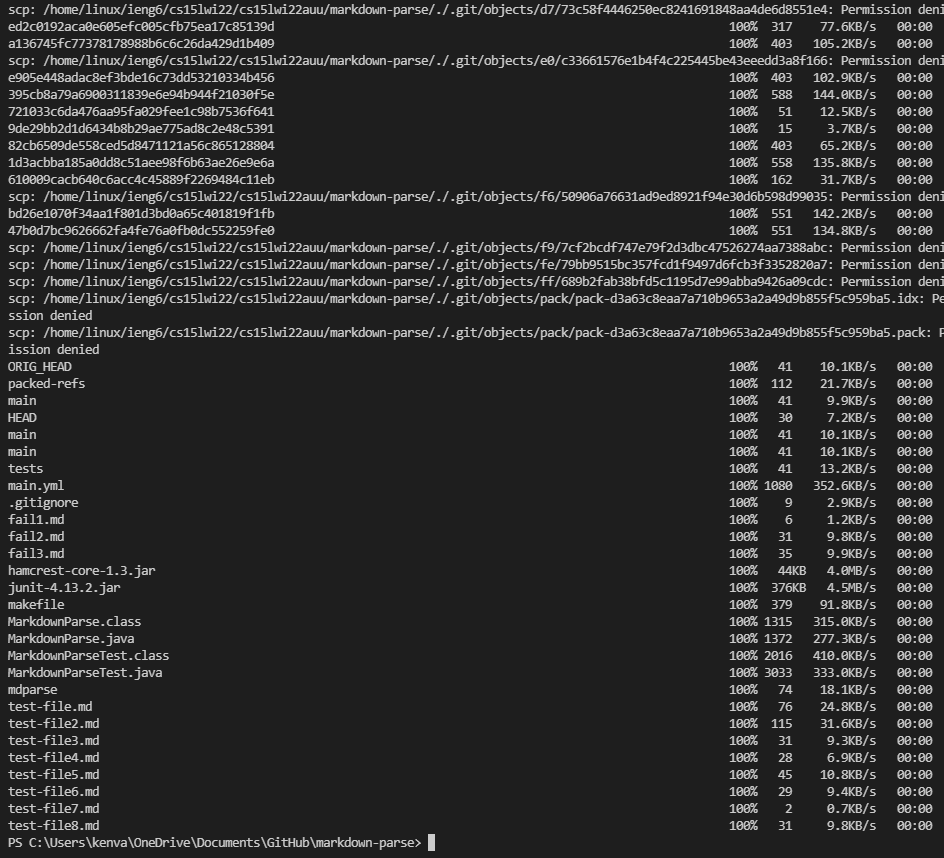 scp: /home/linux/ieng6/cs15lwi22/cs15lwi22auu/markdown-parse/./.git/objects/d7/73c58f4446250ec8241691848aa4de6d8551e4: Permission deni
ed2c0192aca0e605efc005cfb75ea17c85139d 100% 317 77.6KB/s 00:00
a136745fc77378178988b6c6c26da429d1b409 100% 403 105.2KB/s 00:00
scp: /home/linux/ieng6/cs15lwi22/cs15lwi22auu/markdown-parse/./.git/objects/e0/c33661576e1b4f4c225445be43eeedd3a8f166: Permission deni
e905e448adac8ef3bde16c73dd53210334b456 100% 403 102.9KB/s 00:00
395cb8a79a6900311839e6e94b944f21030f5e 100% 588 144.0KB/s 00:00
721033c6da476aa95fa029fee1c98b7536f641 100% 51 12.5KB/s 00:00
9de29bb2d1d6434b8b29ae775ad8c2e48c5391 100% 15 3.7KB/s 00:00
82cb6509de558ced5d8471121a56c865128804 100% 403 65.2KB/s 00:00
1d3acbba185a0dd8c51aee98f6b63ae26e9e6a 100% 558 135.8KB/s 00:00
610009cacb640c6acc4c45889f2269484c11eb 100% 162 31.7KB/s 00:00
scp: /home/linux/ieng6/cs15lwi22/cs15lwi22auu/markdown-parse/./.git/objects/f6/50906a76631ad9ed8921f94e30d6b598d99035: Permission deni
bd26e1070f34aa1f801d3bd0a65c401819f1fb 100% 551 142.2KB/s 00:00
47b0d7bc9626662fa4fe76a0fb0dc552259fe0 100% 551 134.8KB/s 00:00
scp: /home/linux/ieng6/cs15lwi22/cs15lwi22auu/markdown-parse/./.git/objects/f9/7cf2bcdf747e79f2d3dbc47526274aa7388abc: Permission deni
scp: /home/linux/ieng6/cs15lwi22/cs15lwi22auu/markdown-parse/./.git/objects/fe/79bb9515bc357fcd1f9497d6fcb3f3352820a7: Permission deni
scp: /home/linux/ieng6/cs15lwi22/cs15lwi22auu/markdown-parse/./.git/objects/ff/689b2fab38bfd5c1195d7e99abba9426a09cdc: Permission deni
scp: /home/linux/ieng6/cs15lwi22/cs15lwi22auu/markdown-parse/./.git/objects/pack/pack-d3a63c8eaa7a710b9653a2a49d9b855f5c959ba5.idx: Pe
ssion denied
scp: /home/linux/ieng6/cs15lwi22/cs15lwi22auu/markdown-parse/./.git/objects/pack/pack-d3a63c8eaa7a710b9653a2a49d9b855f5c959ba5.pack: P
ission denied
ORIG_HEAD 100% 41 10.1KB/s 00:00
packed-refs 100% 112 21.7KB/s 00:00
main 100% 41 9.9KB/s 00:00
HEAD 100% 30 7.2KB/s 00:00
main 100% 41 10.1KB/s 00:00
main 100% 41 10.1KB/s 00:00
tests 100% 41 13.2KB/s 00:00
main.yml 100% 1080 352.6KB/s 00:00
.gitignore 100% 9 2.9KB/s 00:00
fail1.md 100% 6 1.2KB/s 00:00
fail2.md 100% 31 9.8KB/s 00:00
fail3.md 100% 35 9.9KB/s 00:00
hamcrest-core-1.3.jar 100% 44KB 4.0MB/s 00:00
junit-4.13.2.jar 100% 376KB 4.5MB/s 00:00
makefile 100% 379 91.8KB/s 00:00
MarkdownParse.class 100% 1315 315.0KB/s 00:00
MarkdownParse.java 100% 1372 277.3KB/s 00:00
MarkdownParseTest.class 100% 2016 410.0KB/s 00:00
MarkdownParseTest.java 100% 3033 333.0KB/s 00:00
mdparse 100% 74 18.1KB/s 00:00
test-file.md 100% 76 24.8KB/s 00:00
test-file2.md 100% 115 31.6KB/s 00:00
test-file3.md 100% 31 9.3KB/s 00:00
test-file4.md 100% 28 6.9KB/s 00:00
test-file5.md 100% 45 10.8KB/s 00:00
test-file6.md 100% 29 9.4KB/s 00:00
test-file7.md 100% 2 0.7KB/s 00:00
test-file8.md 100% 31 9.8KB/s 00:00
PS C:\Users\kenva\OneDrive\Documents\GitHub\markdown-parse>